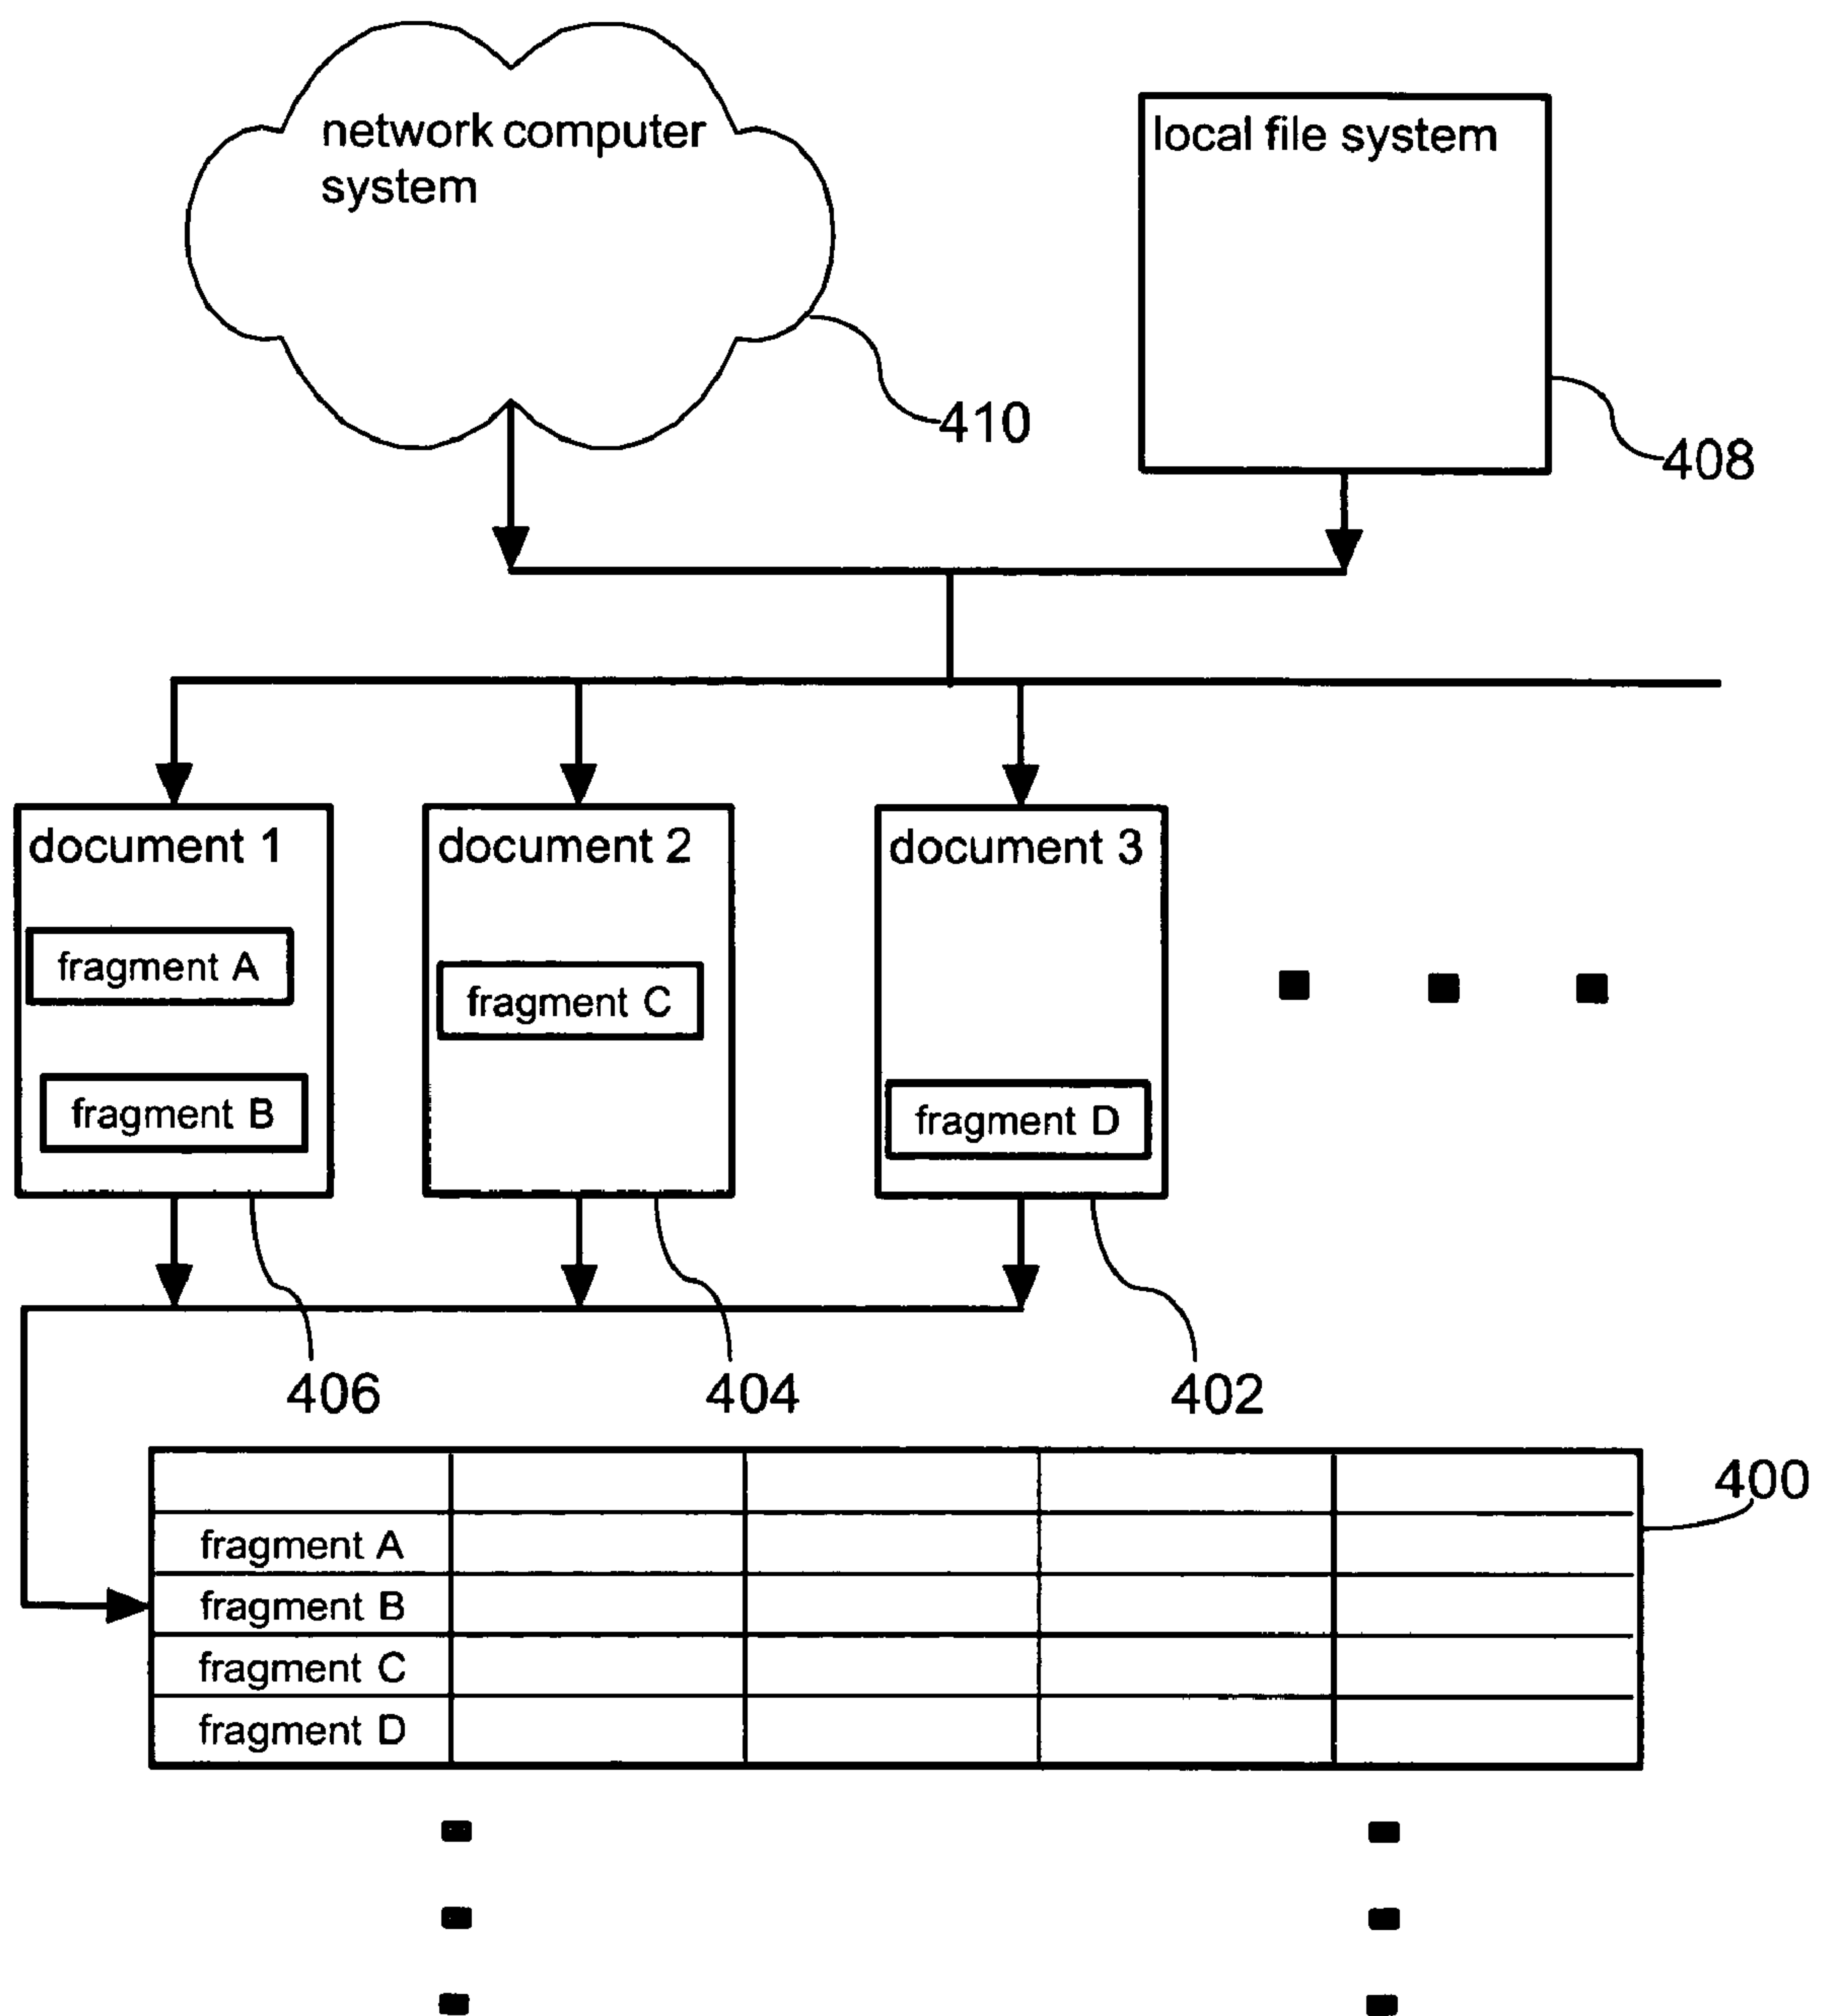 network computer
system
local file system
410
408
document 1
document 2
document 3
fragment A
fragment C
fragment B
fragment D
406
404
402
400
fragment A
fragment B
fragment C
fragment D